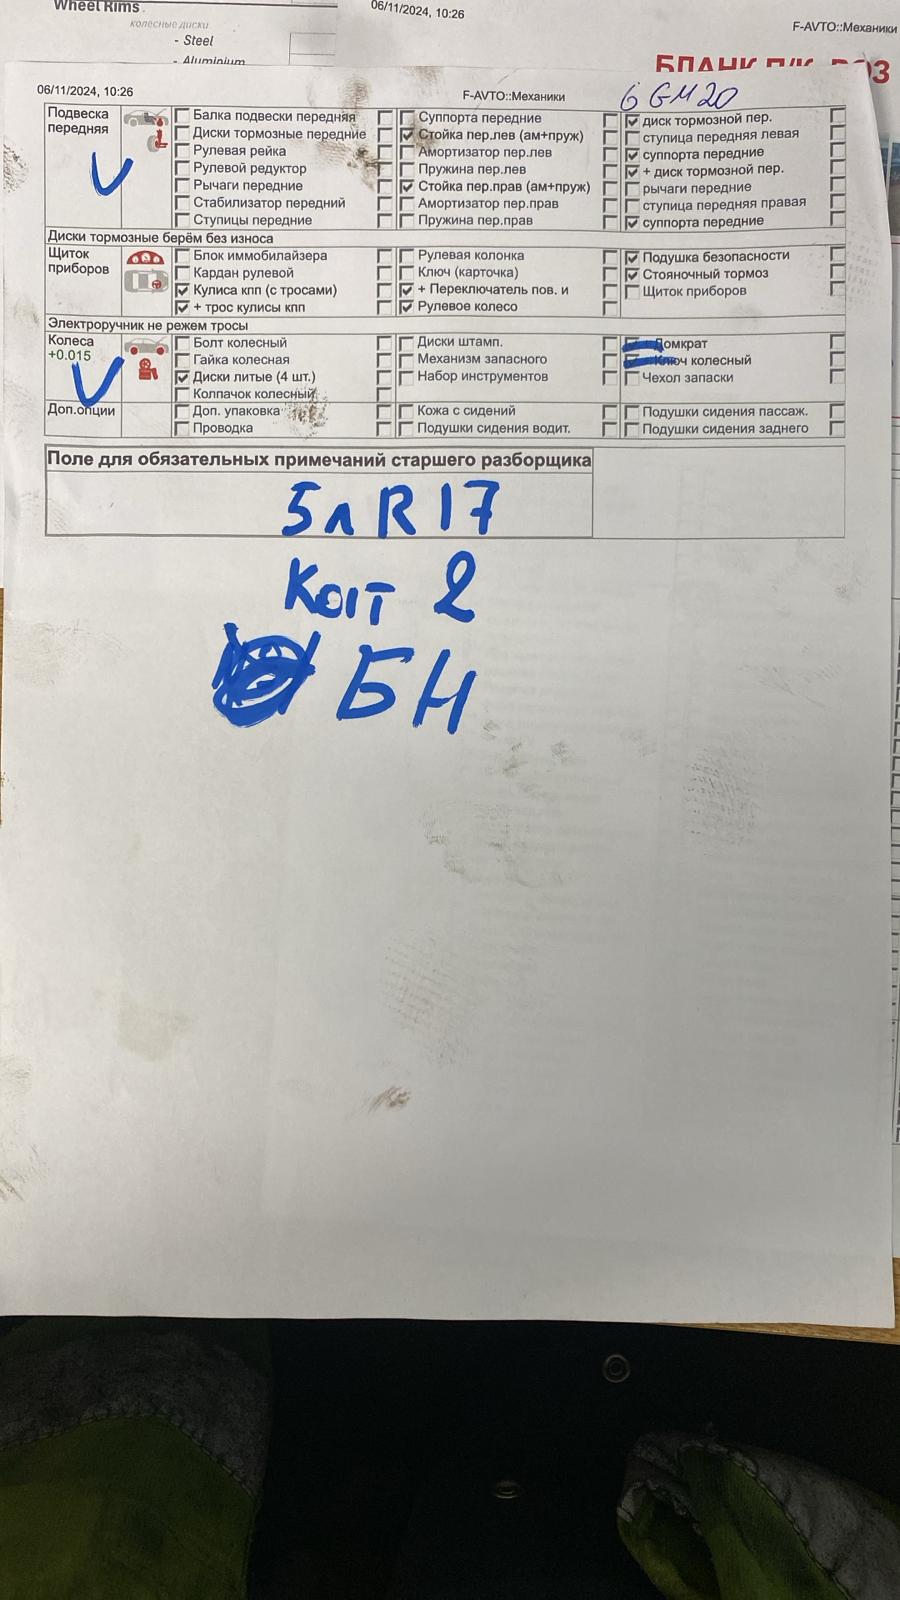 Wheel Rims
колесные диски
- Steel
- Aluminium
06/11/2024, 10:26
F-AVTO::Механики
06/11/2024, 10:26
F-AVTO::Механики
6GM20
Подвеска передняя
Балка подвески передняя
Диски тормозные передние
Рулевая рейка
Рулевой редуктор
Рычаги передние
Стабилизатор передний
Ступицы передние
Суппорта передние
Стойка пер.лев (ам+пруж)
Амортизатор пер.лев
Пружина пер.лев
Стойка пер.прав (ам+пруж)
Амортизатор пер.прав
Пружина пер.прав
диск тормозной пер.
ступица передняя левая
суппорта передние
+ диск тормозной пер.
рычаги передние
ступица передняя правая
суппорта передние
Диски тормозные берём без износа
Щиток приборов
Блок иммобилайзера
Кардан рулевой
Кулиса кпп (с тросами)
+ трос кулисы кпп
Рулевая колонка
Ключ (карточка)
+ Переключатель пов. и
Рулевое колесо
Подушка безопасности
Стояночный тормоз
Щиток приборов
Электроручник не режем тросы
Колеса
+0.015
Болт колесный
Гайка колесная
Диски литые (4 шт.)
Колпачок колесный
Диски штамп.
Механизм запасного
Набор инструментов
Домкрат
Ключ колесный
Чехол запаски
Доп.опции
Доп. упаковка
Проводка
Кожа с сидений
Подушки сидения водит.
Подушки сидения пассаж.
Подушки сидения заднего
Поле для обязательных примечаний старшего разборщика
5л R 17
Кат 2
БН